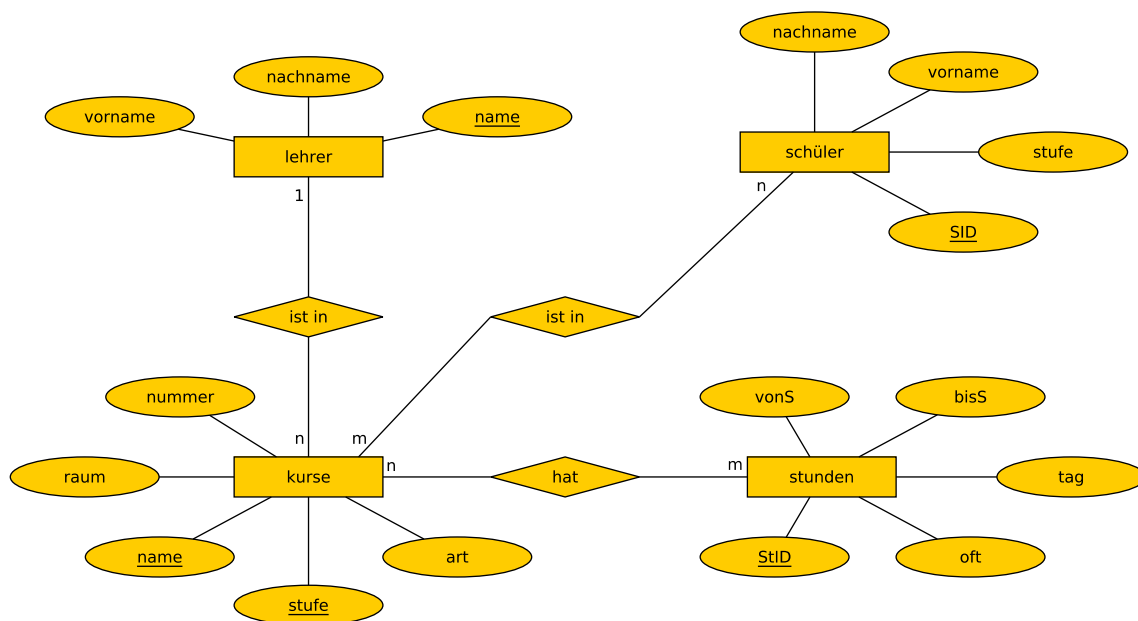 nachname
nachname
vorname
vorname
name
lehrer
schüler
stufe
1
n
SID
ist in
ist in
nummer
vonS
bisS
n
m
n
m
raum
kurse
hat
stunden
tag
name
art
StID
oft
stufe